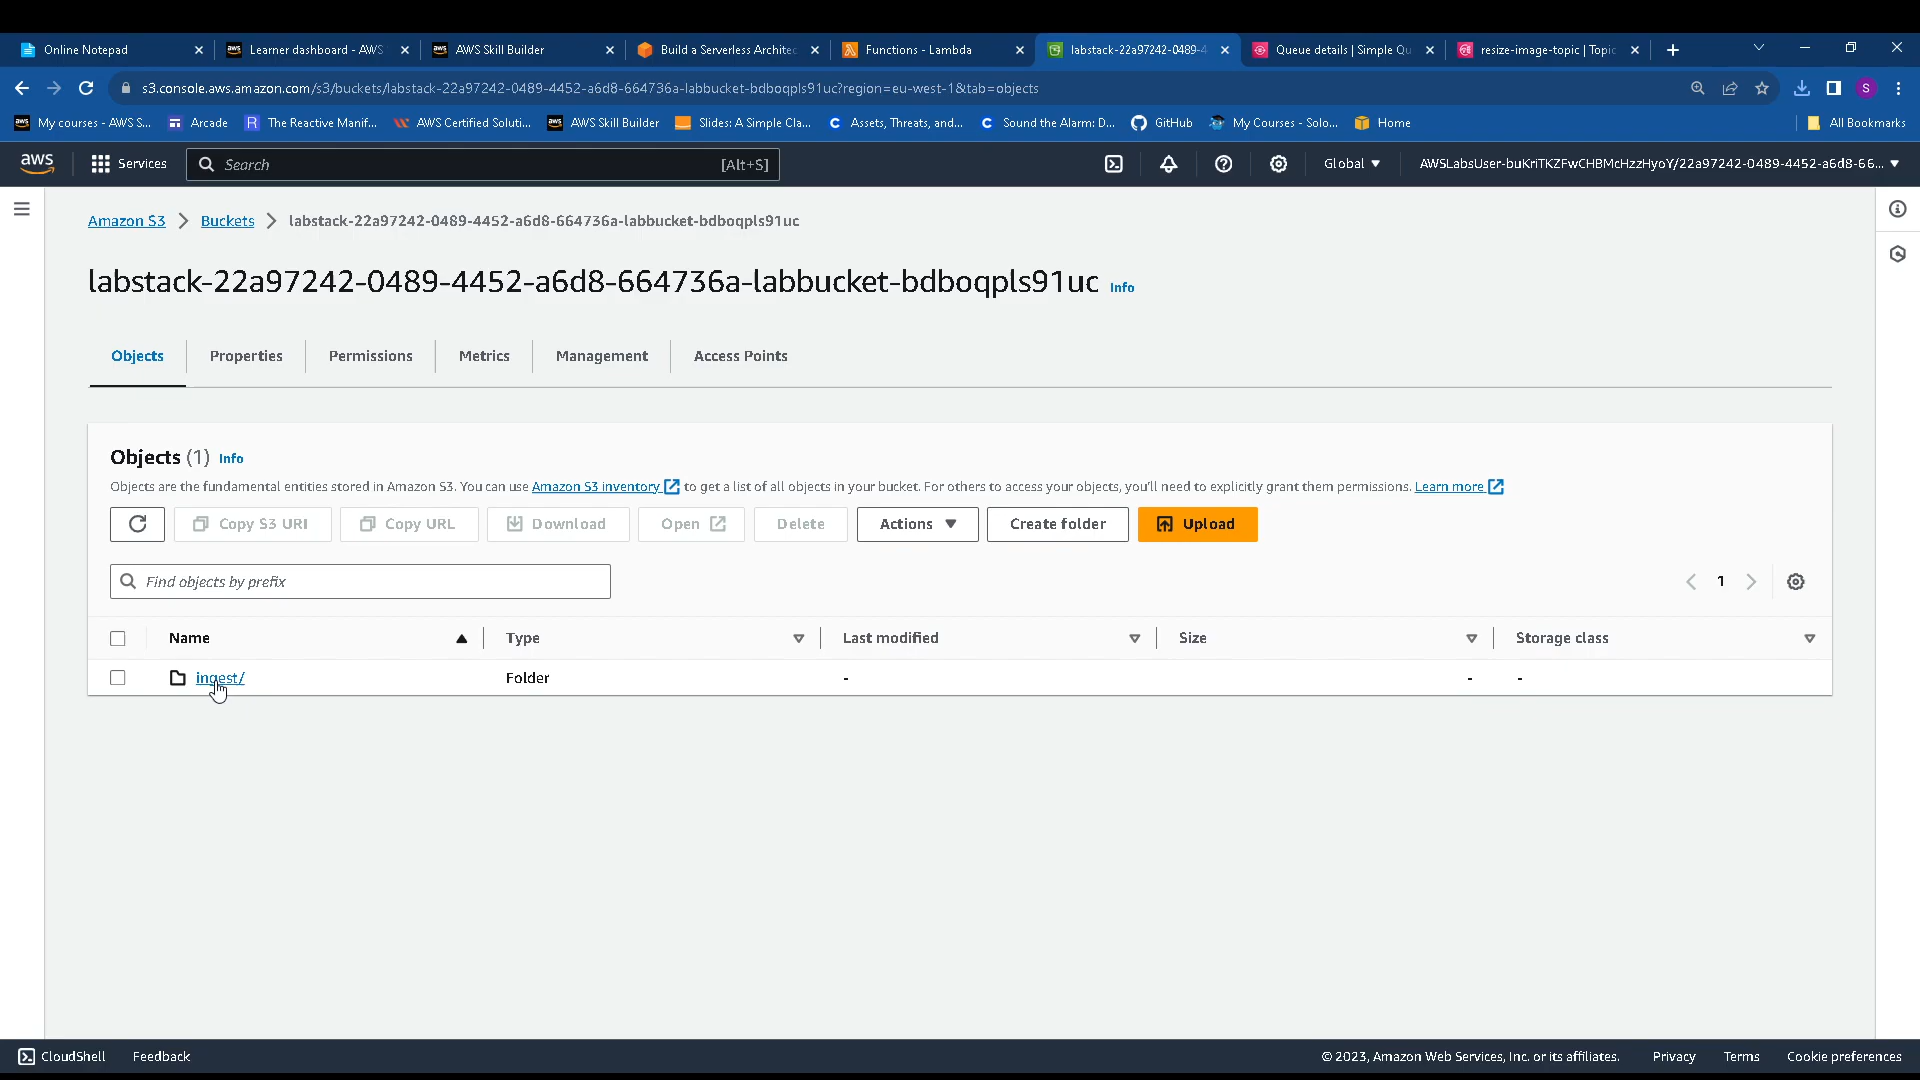 Online Notepad
Learner dashboard - AWS
AWS Skill Builder
Build a Serverless Architec
Functions - Lambda
labstack-22a97242-0489-4
Queue details | Simple Qu
resize-image-topic | Topic
s3.console.aws.amazon.com/s3/buckets/labstack-22a97242-0489-4452-a6d8-664736a-labbucket-bdboqpls91uc?region=eu-west-1&tab=objects
S
My courses - AWS S...
Arcade
The Reactive Manif...
AWS Certified Soluti...
AWS Skill Builder
Slides: A Simple Cla...
Assets, Threats, and...
Sound the Alarm: D...
GitHub
My Courses - Solo...
Home
All Bookmarks
aws
Services
Search
[Alt+S]
Global
AWSLabsUser-buKriTKZFwCHBMcHzzHyoY/22a97242-0489-4452-a6d8-66...
Amazon S3
Buckets
labstack-22a97242-0489-4452-a6d8-664736a-labbucket-bdboqpls91uc
labstack-22a97242-0489-4452-a6d8-664736a-labbucket-bdboqpls91uc Info
Objects
Properties
Permissions
Metrics
Management
Access Points
Objects (1) Info
Objects are the fundamental entities stored in Amazon S3. You can use Amazon S3 inventory to get a list of all objects in your bucket. For others to access your objects, you'll need to explicitly grant them permissions. Learn more
Copy S3 URI
Copy URL
Download
Open
Delete
Actions
Create folder
Upload
Find objects by prefix
1
Name
Type
Last modified
Size
Storage class
ingest/
Folder
-
-
-
CloudShell
Feedback
© 2023, Amazon Web Services, Inc. or its affiliates.
Privacy
Terms
Cookie preferences